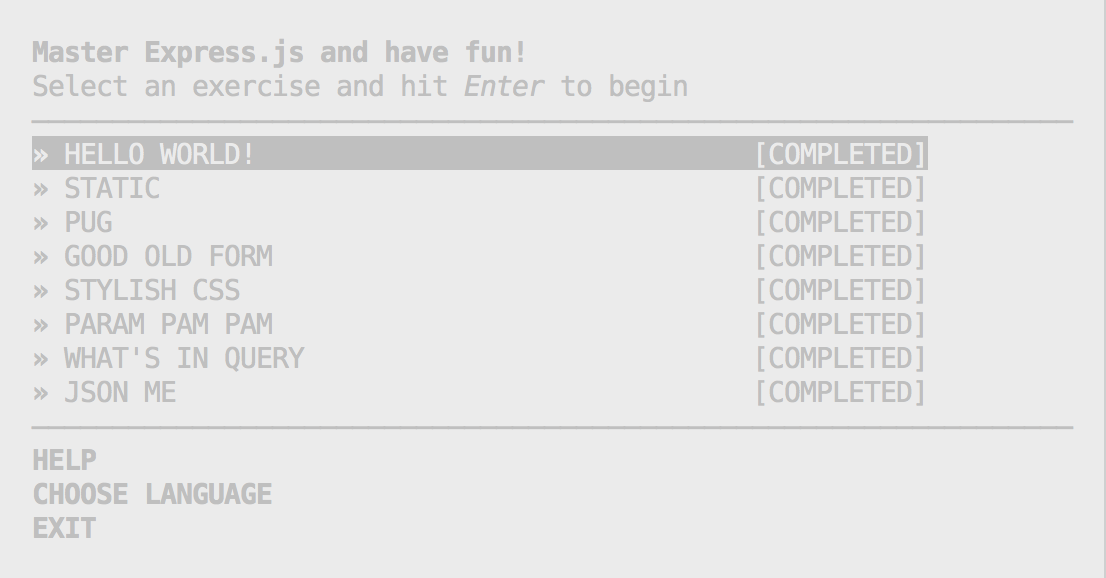 Master Express.js and have fun!
Select an exercise and hit Enter to begin
» HELLO WORLD! [COMPLETED]
» STATIC [COMPLETED]
» PUG [COMPLETED]
» GOOD OLD FORM [COMPLETED]
» STYLISH CSS [COMPLETED]
» PARAM PAM PAM [COMPLETED]
» WHAT'S IN QUERY [COMPLETED]
» JSON ME [COMPLETED]
HELP
CHOOSE LANGUAGE
EXIT